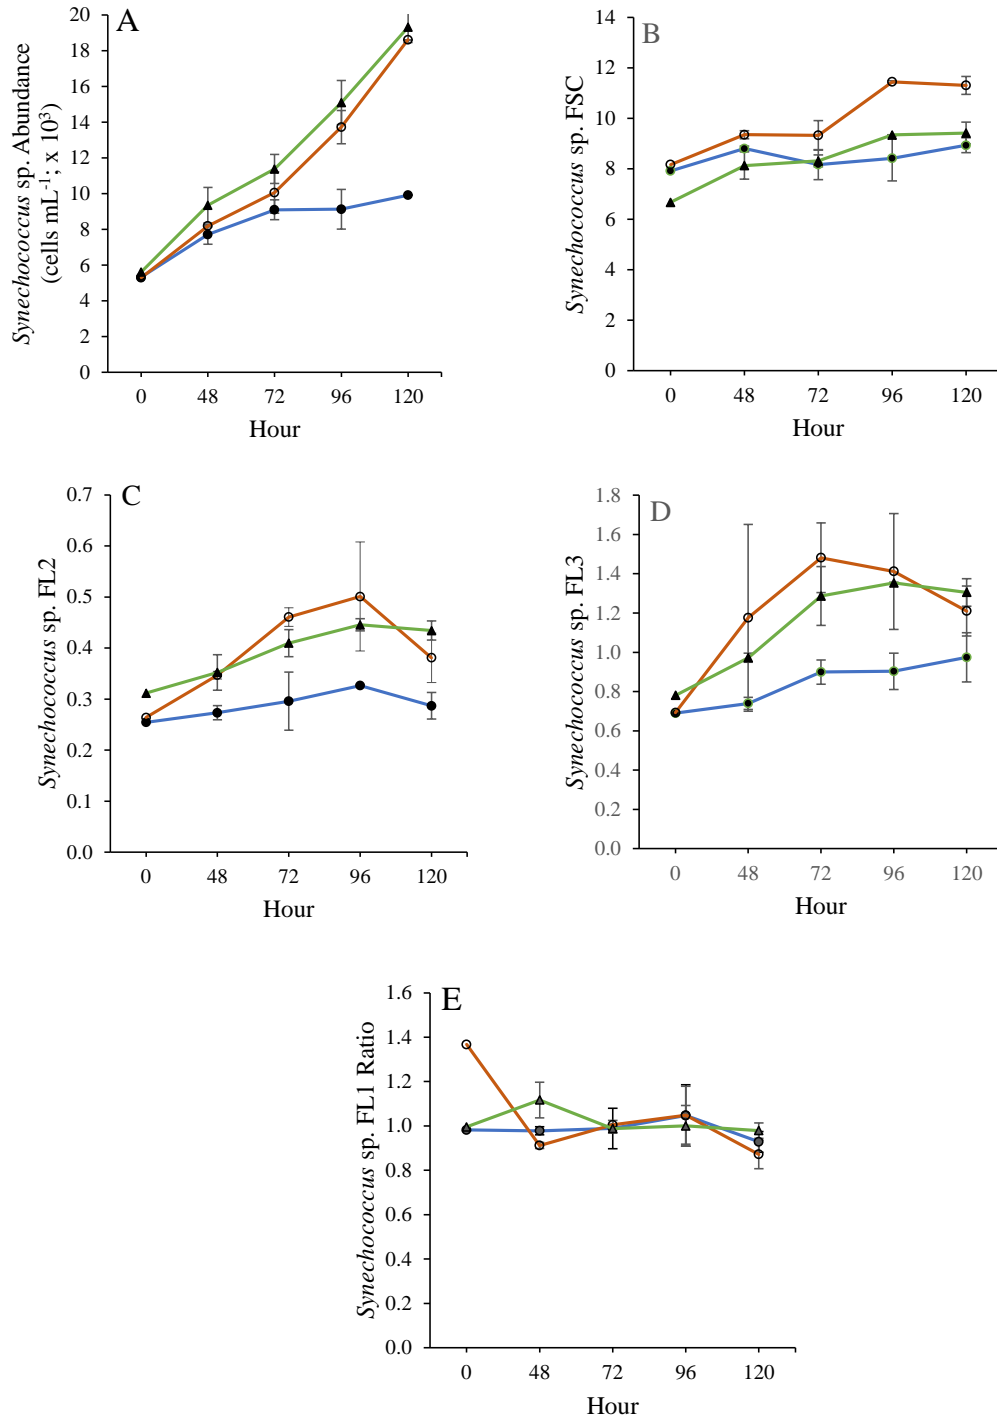 A
20
18
16
14
12
10
8
6
4
2
0
Synechococcus sp. Abundance
(cells mL⁻¹; x 10³)
0 48 72 96 120
Hour
B
14
12
10
8
6
4
2
0
Synechococcus sp. FSC
0 48 72 96 120
Hour
C
0.7
0.6
0.5
0.4
0.3
0.2
0.1
0.0
Synechococcus sp. FL2
0 48 72 96 120
Hour
D
1.8
1.6
1.4
1.2
1.0
0.8
0.6
0.4
0.2
0.0
Synechococcus sp. FL3
0 48 72 96 120
Hour
E
1.6
1.4
1.2
1.0
0.8
0.6
0.4
0.2
0.0
Synechococcus sp. FL1 Ratio
0 48 72 96 120
Hour